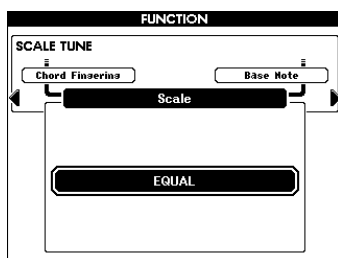 FUNCTION
SCALE TUNE
Chord Fingering
Base Note
Scale
EQUAL